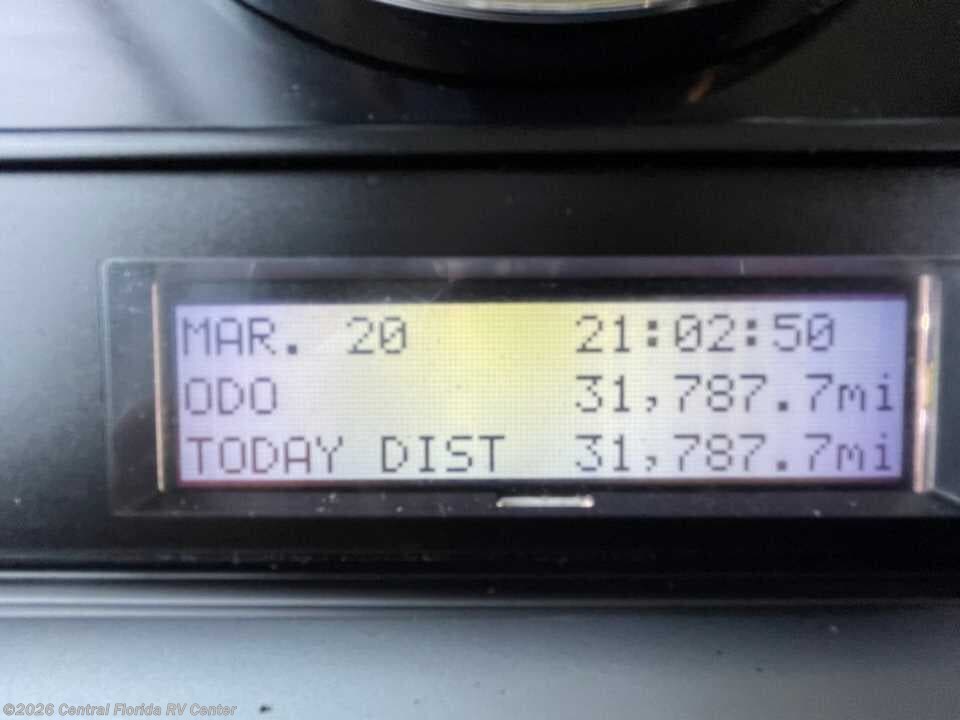 MAR. 20 21:02:50
ODO 31,787.7mi
TODAY DIST 31,787.7mi
©2026 Central Florida RV Center